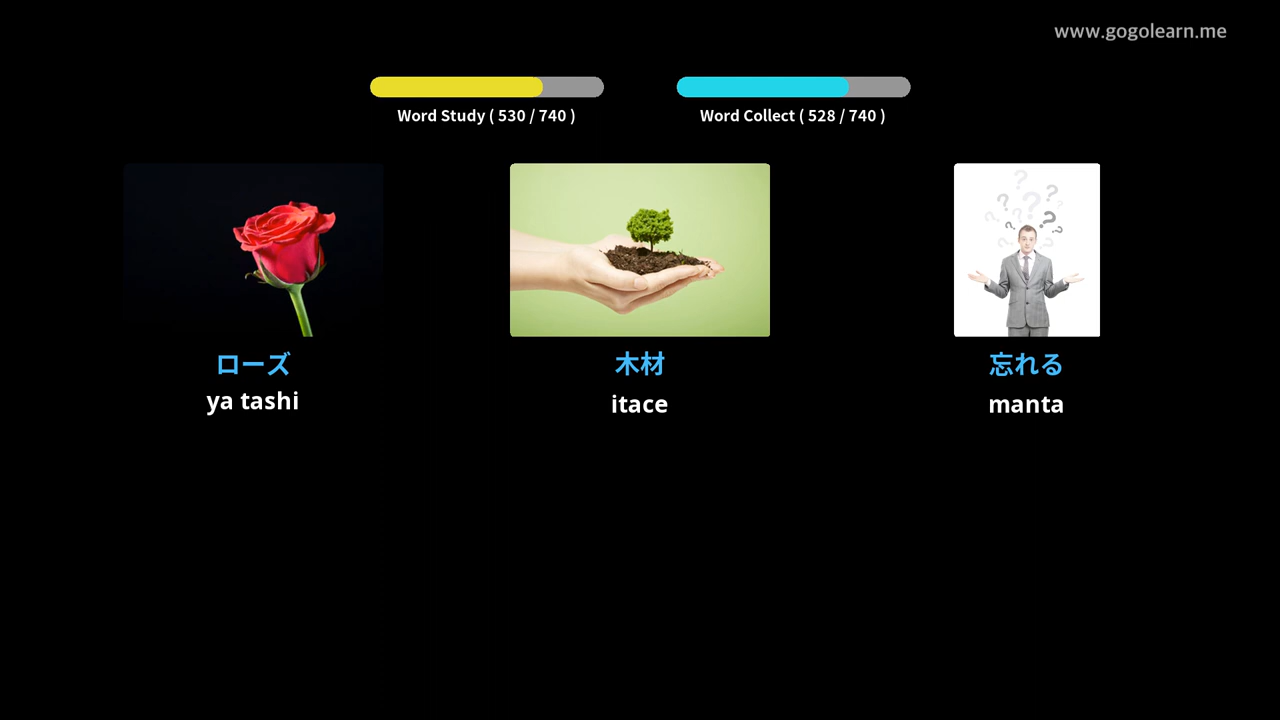 www.gogolearn.me
Word Study ( 530 / 740 )
Word Collect ( 528 / 740 )
ローズ
ya tashi
木材
itace
忘れる
manta